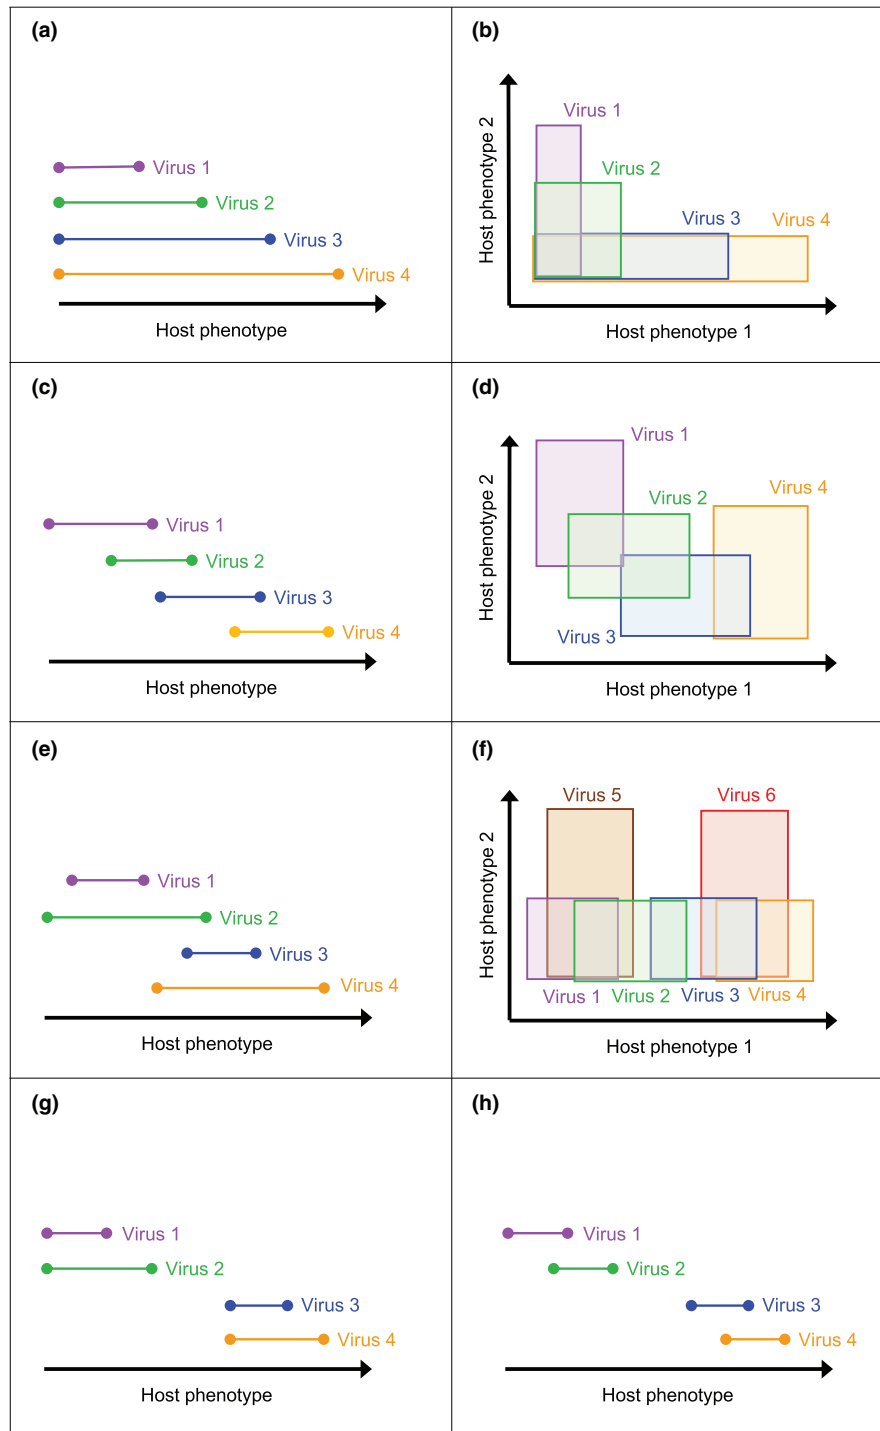 (a)
Virus 1
Virus 2
Virus 3
Virus 4
Host phenotype
(b)
Host phenotype 2
Virus 1
Virus 2
Virus 3
Virus 4
Host phenotype 1
(c)
Virus 1
Virus 2
Virus 3
Virus 4
Host phenotype
(d)
Host phenotype 2
Virus 1
Virus 2
Virus 4
Virus 3
Host phenotype 1
(e)
Virus 1
Virus 2
Virus 3
Virus 4
Host phenotype
(f)
Host phenotype 2
Virus 5
Virus 6
Virus 1
Virus 2
Virus 3
Virus 4
Host phenotype 1
(g)
Virus 1
Virus 2
Virus 3
Virus 4
Host phenotype
(h)
Virus 1
Virus 2
Virus 3
Virus 4
Host phenotype